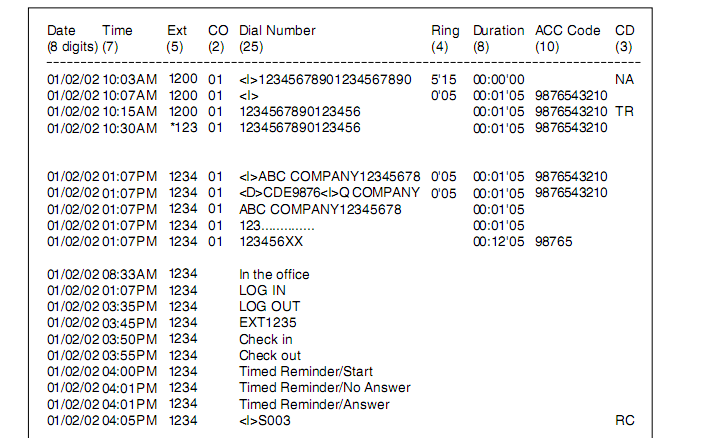 Date Time Ext CO Dial Number Ring Duration ACC Code CD
(8 digits) (7) (5) (2) (25) (4) (8) (10) (3)
01/02/02 10:03AM 1200 01 <I>12345678901234567890 5'15 00:00'00 NA
01/02/02 10:07AM 1200 01 <I> 0'05 00:01'05 9876543210
01/02/02 10:15AM 1200 01 1234567890123456 00:01'05 9876543210 TR
01/02/02 10:30AM *123 01 1234567890123456 00:01'05 9876543210
01/02/02 01:07PM 1234 01 <I>ABC COMPANY12345678 0'05 00:01'05 9876543210
01/02/02 01:07PM 1234 01 <D>CDE9876<I>Q COMPANY 0'05 00:01'05 9876543210
01/02/02 01:07PM 1234 01 ABC COMPANY12345678 00:01'05
01/02/02 01:07PM 1234 01 123.............. 00:01'05
01/02/02 01:07PM 1234 01 123456XX 00:12'05 98765
01/02/02 08:33AM 1234 In the office
01/02/02 01:07PM 1234 LOG IN
01/02/02 03:35PM 1234 LOG OUT
01/02/02 03:45PM 1234 EXT1235
01/02/02 03:50PM 1234 Check in
01/02/02 03:55PM 1234 Check out
01/02/02 04:00PM 1234 Timed Reminder/Start
01/02/02 04:01PM 1234 Timed Reminder/No Answer
01/02/02 04:01PM 1234 Timed Reminder/Answer
01/02/02 04:05PM 1234 <I>S003 RC